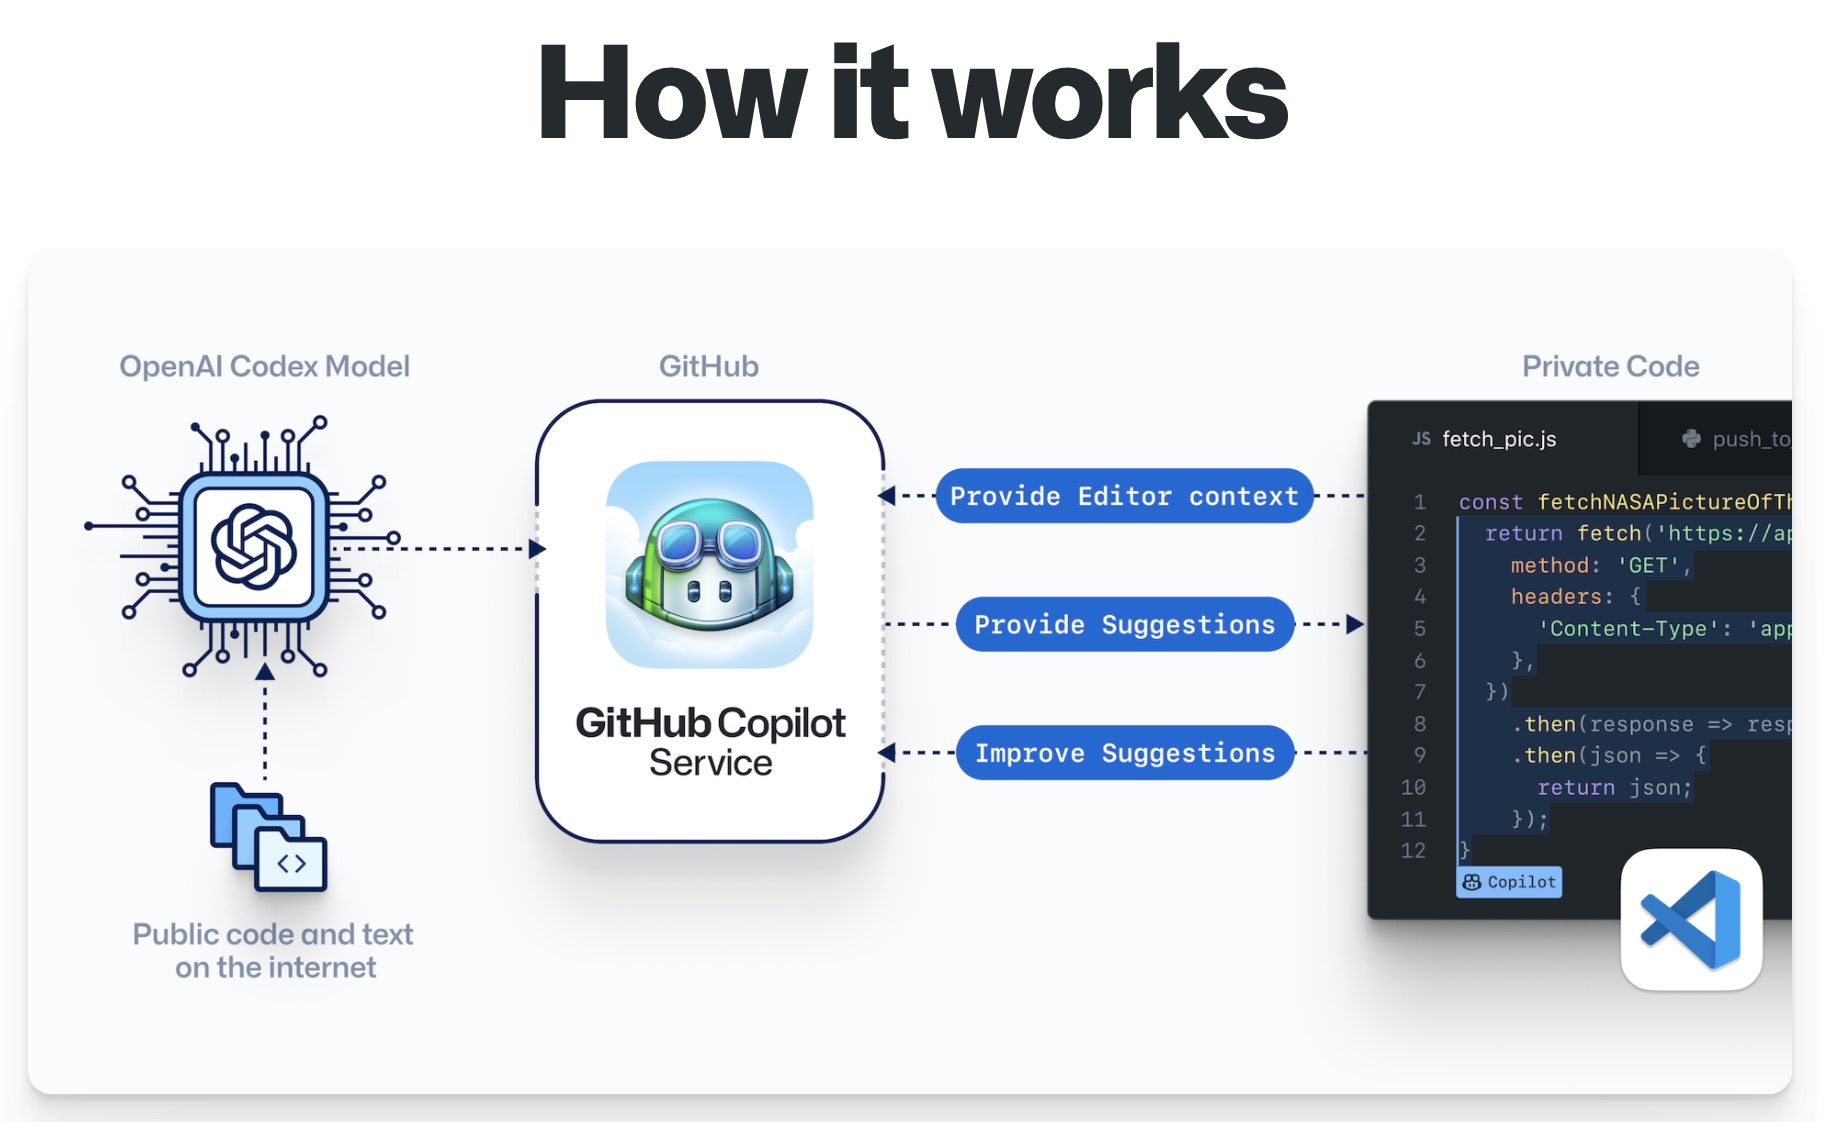 How it works
OpenAI Codex Model
GitHub
Private Code
JS fetch_pic.js
push_to
Provide Editor context
Provide Suggestions
Improve Suggestions
GitHub Copilot
Service
Public code and text
on the internet
1 const fetchNASAPictureOfTh
2 return fetch('https://ap
3 method: 'GET',
4 headers: {
5 'Content-Type': 'app
6 },
7 })
8 .then(response => resp
9 .then(json => {
10 return json;
11 });
12 }
Copilot